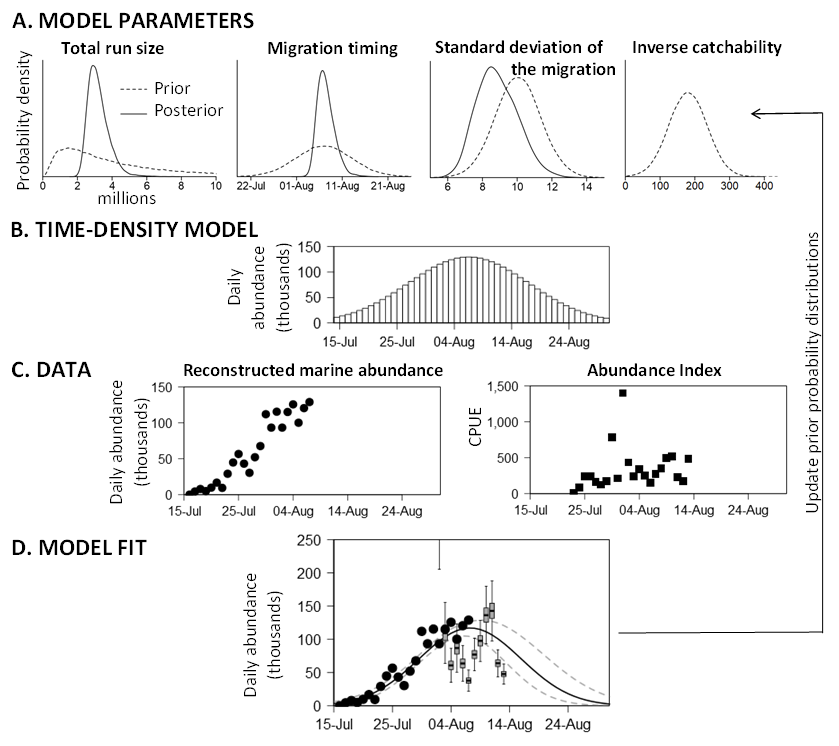 A. MODEL PARAMETERS
Total run size
Migration timing
Standard deviation of
the migration
Inverse catchability
Probability density
Prior
Posterior
0 2 4 6 8 10
millions
22-Jul 01-Aug 11-Aug 21-Aug
6 8 10 12 14
0 100 200 300 400
B. TIME-DENSITY MODEL
Daily
abundance
(thousands)
150
100
50
0
15-Jul 25-Jul 04-Aug 14-Aug 24-Aug
C. DATA
Reconstructed marine abundance
Daily abundance
(thousands)
150
100
50
0
15-Jul 25-Jul 04-Aug 14-Aug 24-Aug
Abundance Index
CPUE
1,500
1,000
500
0
15-Jul 25-Jul 04-Aug 14-Aug 24-Aug
D. MODEL FIT
Daily abundance
(thousands)
250
200
150
100
50
0
15-Jul 25-Jul 04-Aug 14-Aug 24-Aug
Update prior probability distributions